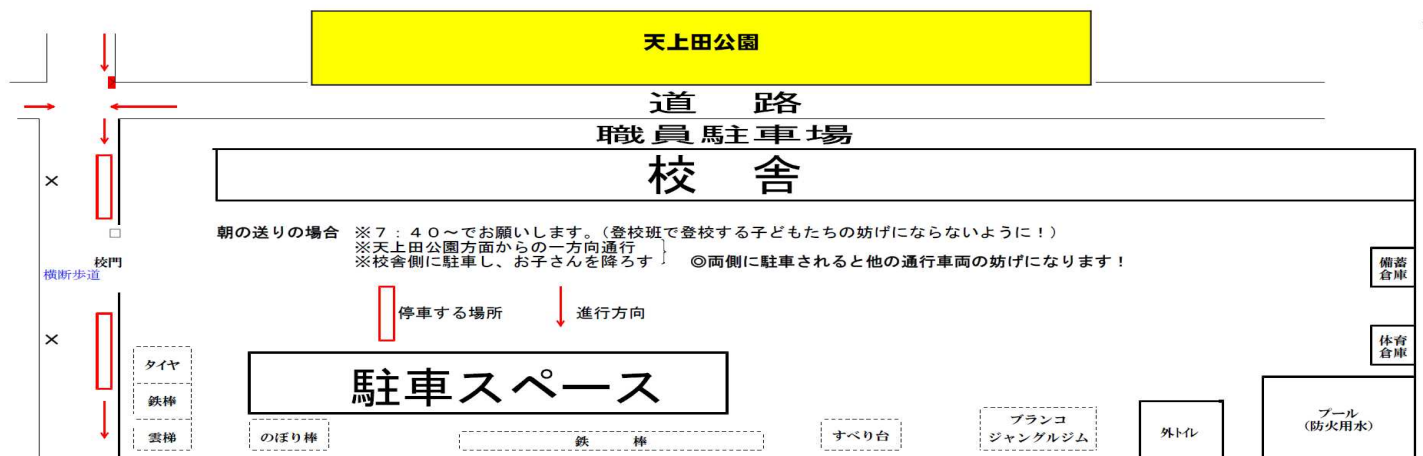 天上田公園
道　路
職員駐車場
校　舎
×
朝の送りの場合　※７：４０～でお願いします。（登校班で登校する子どもたちの妨げにならないように！）
※天上田公園方面からの一方向通行
※校舎側に駐車し、お子さんを降ろす　◎両側に駐車されると他の通行車両の妨げになります！
校門
横断歩道
備蓄
倉庫
停車する場所
進行方向
×
体育
倉庫
タイヤ
鉄棒
雲梯
駐車スペース
のぼり棒
鉄　棒
すべり台
ブランコ
ジャングルジム
外トイレ
プール
（防火用水）